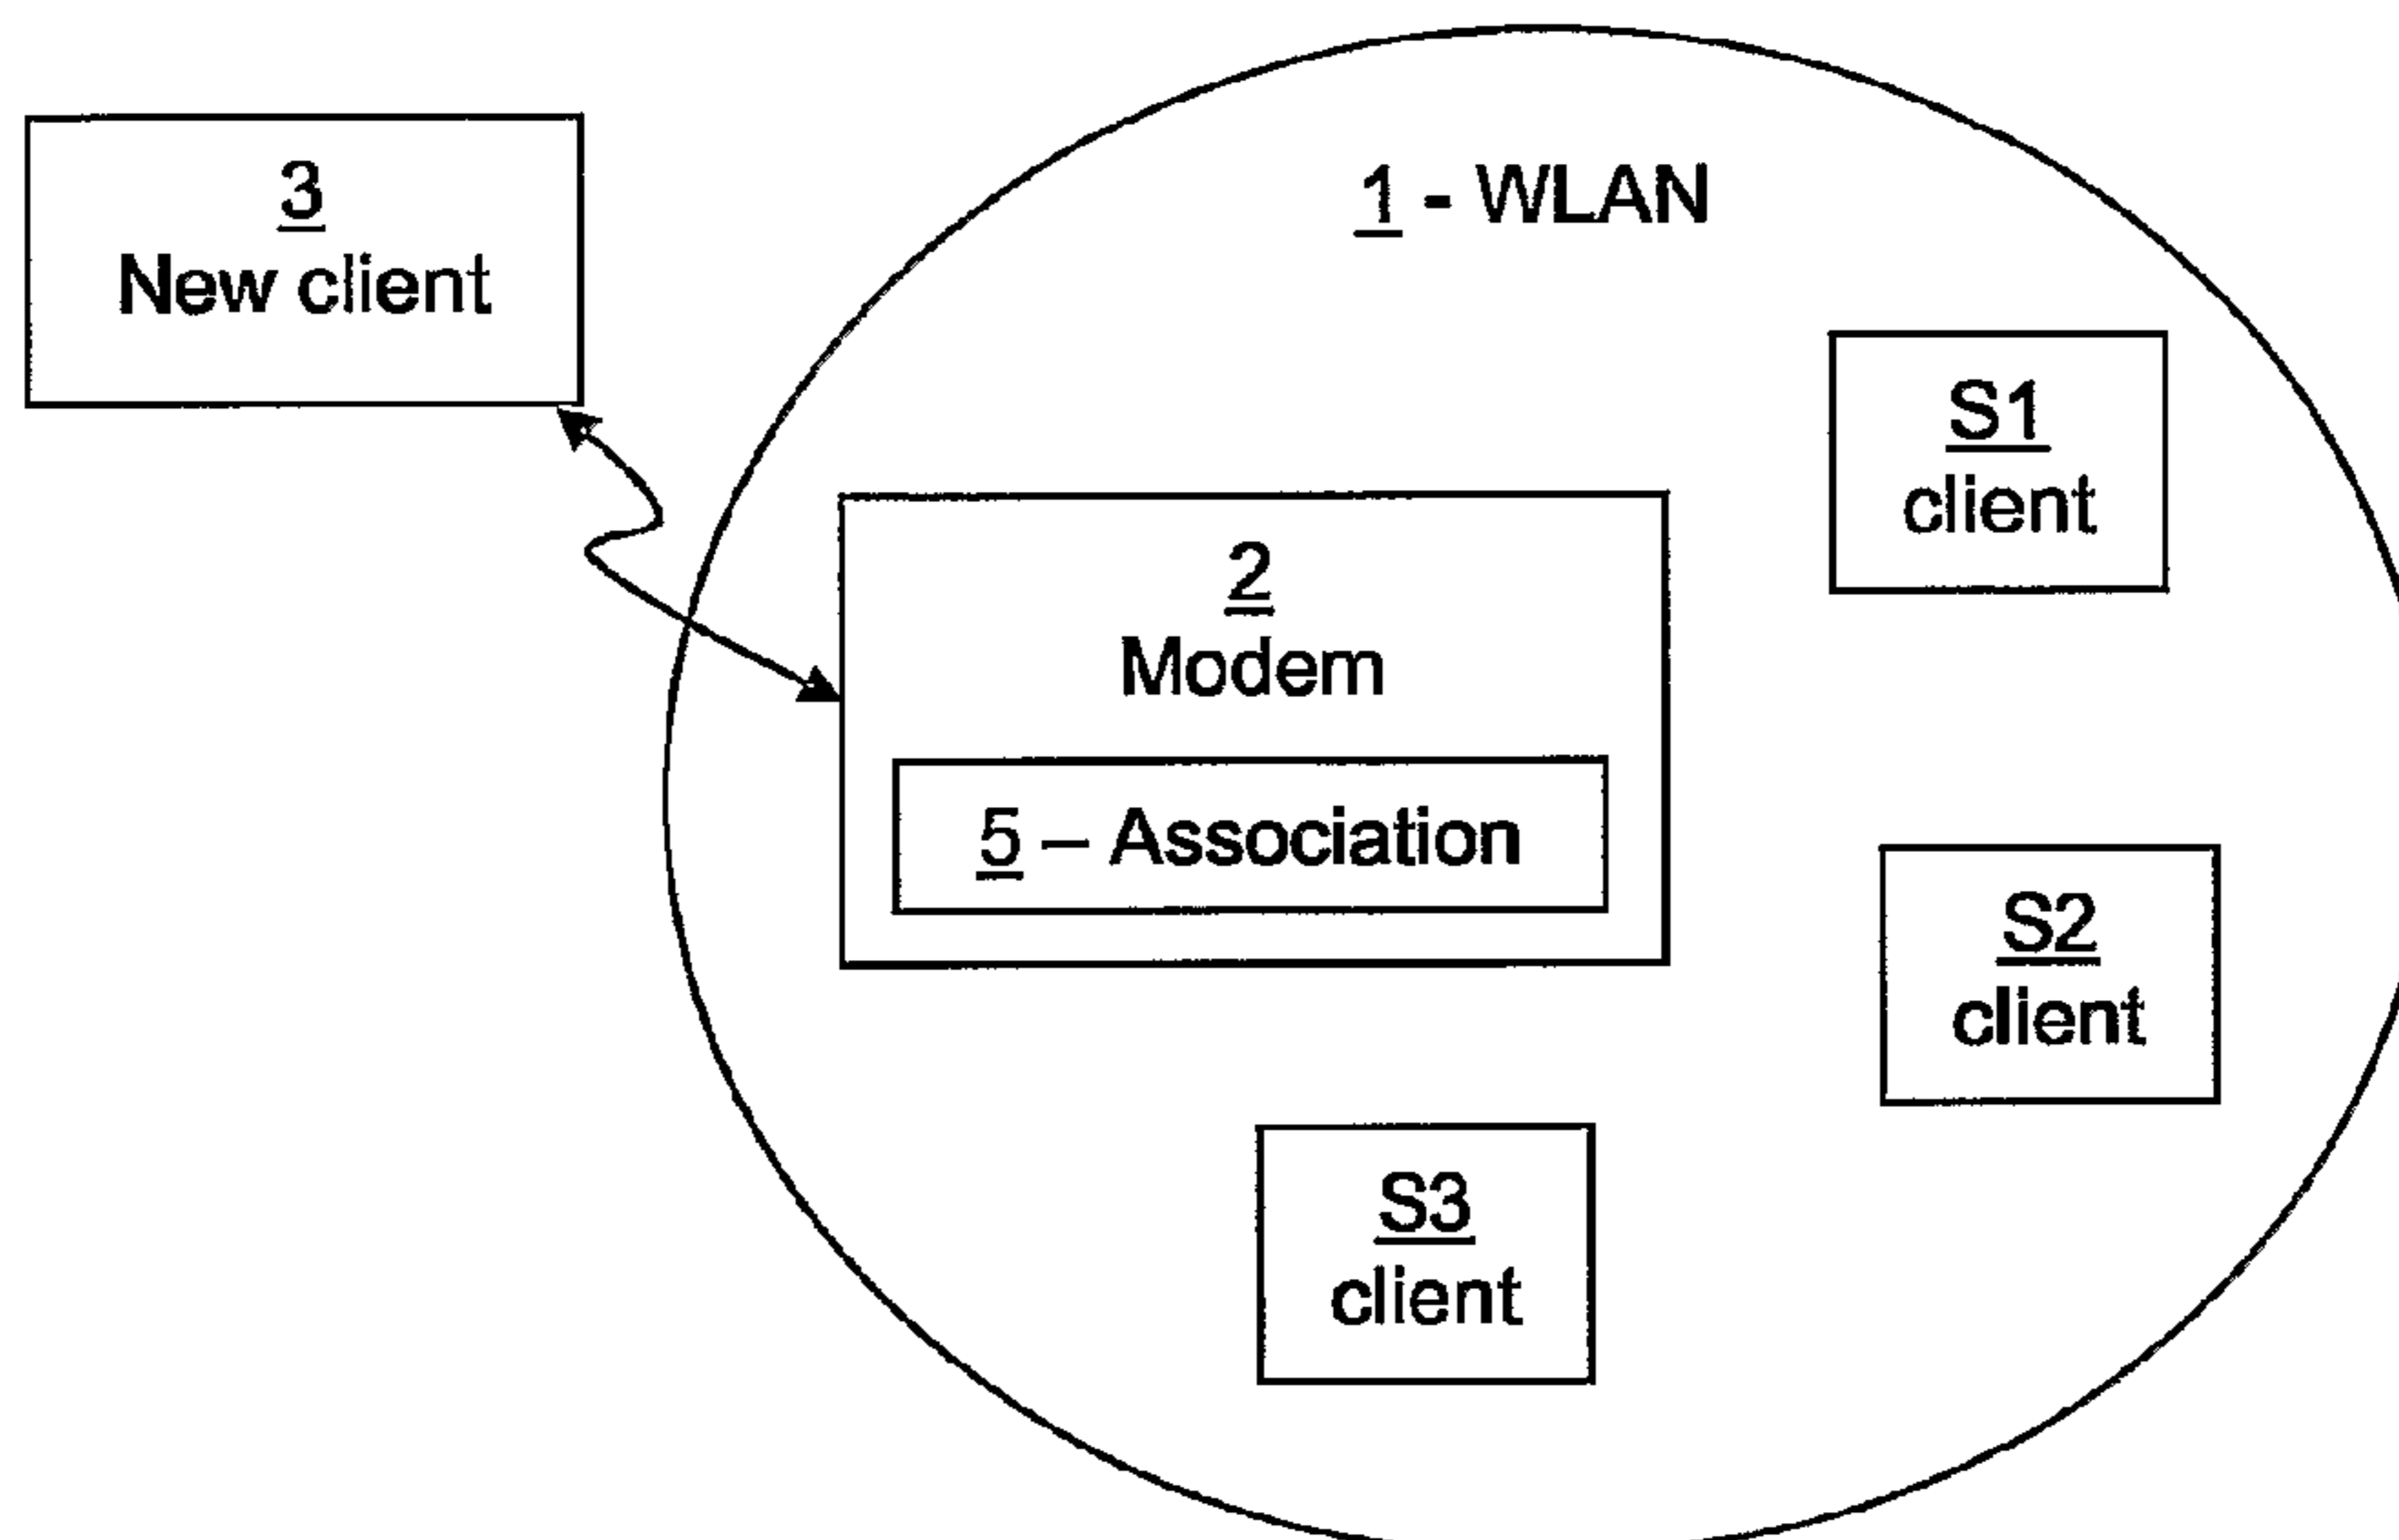 3
New client
1 - WLAN
S1
client
2
Modem
5 – Association
S2
client
S3
client